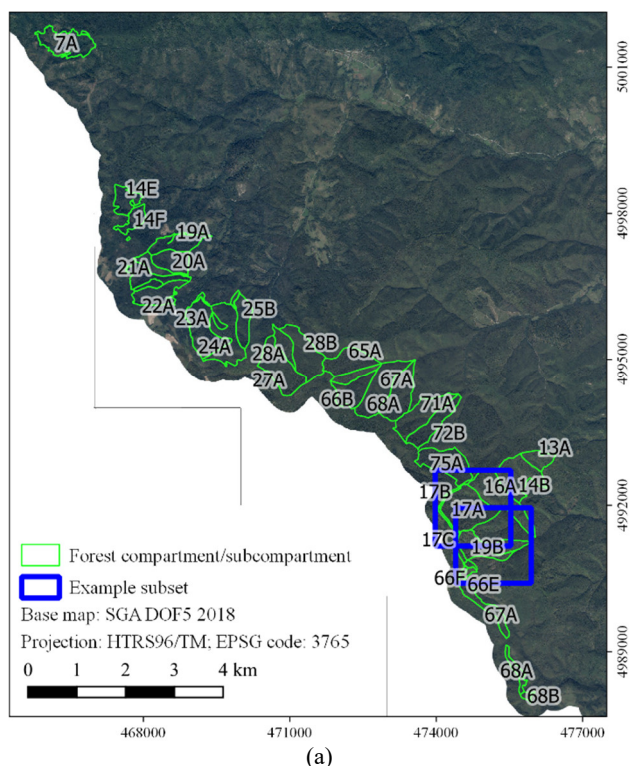 7A
5001000
14E
14F
4998000
19A
21A
20A
22A
23A
25B
24A
28B
65A
4995000
28A
27A
67A
66B
68A
71A
72B
13A
75A
16A
14B
17B
17A
4992000
17C
19B
66F
66E
67A
4989000
68A
68B
Forest compartment/subcompartment
Example subset
Base map: SGA DOF5 2018
Projection: HTRS96/TM; EPSG code: 3765
0 1 2 3 4 km
468000 471000 474000 477000
(a)